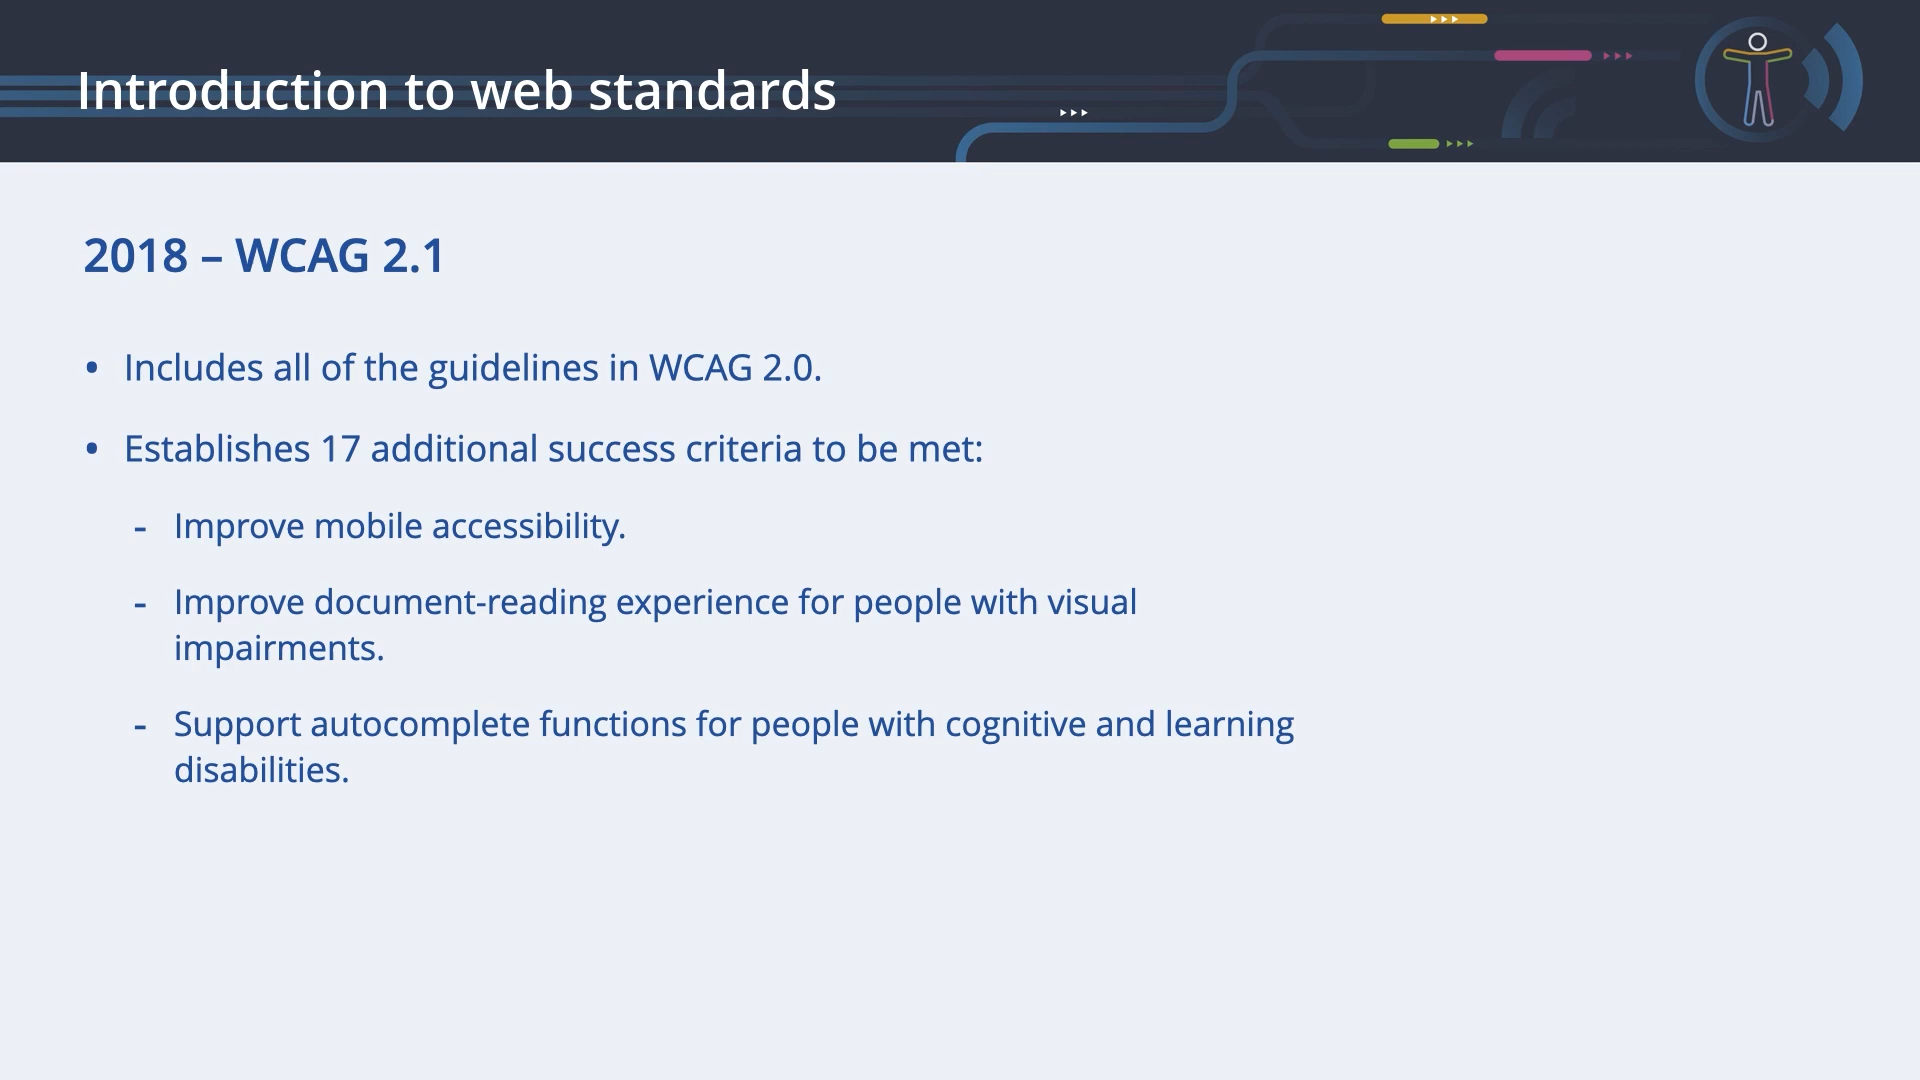 Introduction to web standards
2018 – WCAG 2.1
• Includes all of the guidelines in WCAG 2.0.
• Establishes 17 additional success criteria to be met:
- Improve mobile accessibility.
- Improve document-reading experience for people with visual
impairments.
- Support autocomplete functions for people with cognitive and learning
disabilities.